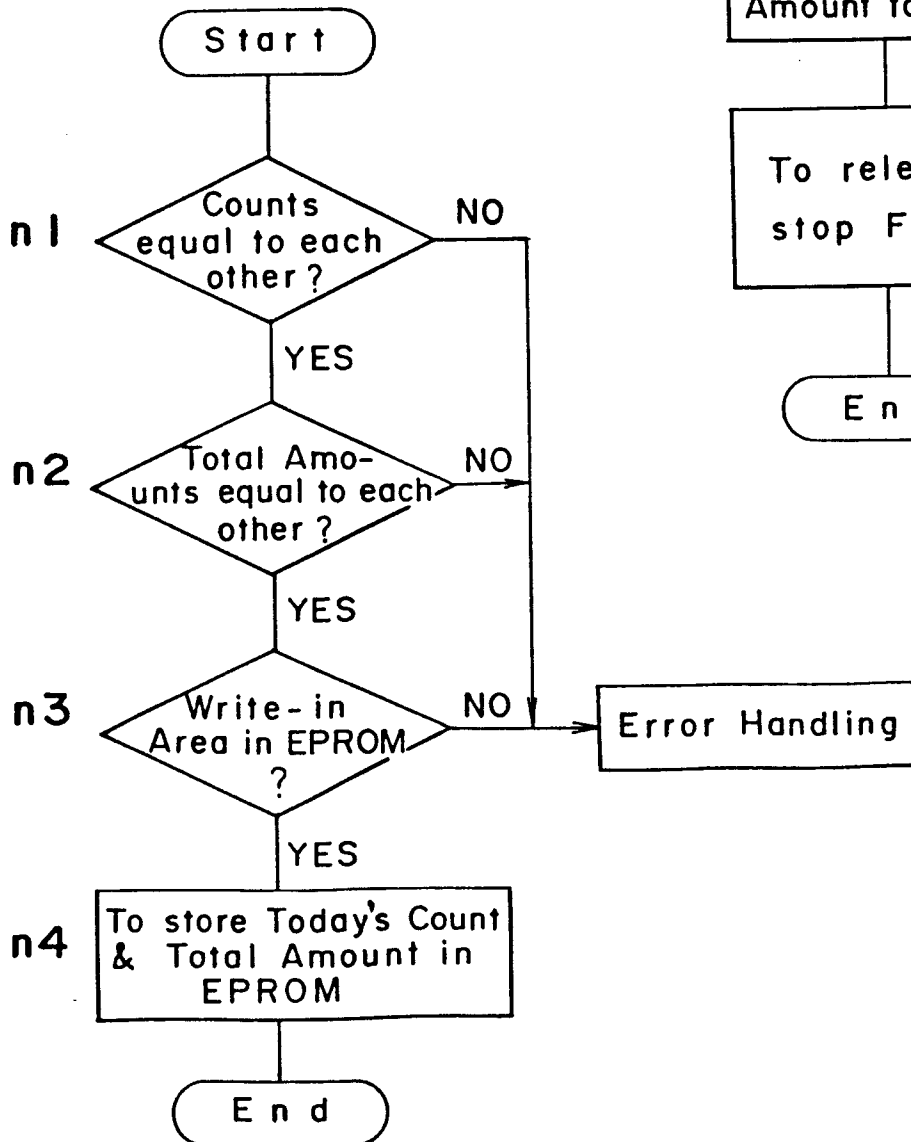 Start
n1
Counts
equal to each
other ?
NO
YES
n2
Total Amo-
unts equal to each
other ?
NO
YES
n3
Write-in
Area in EPROM
?
NO
Error Handling
YES
n4
To store Today's Count
& Total Amount in
EPROM
End
Amount
To
stop